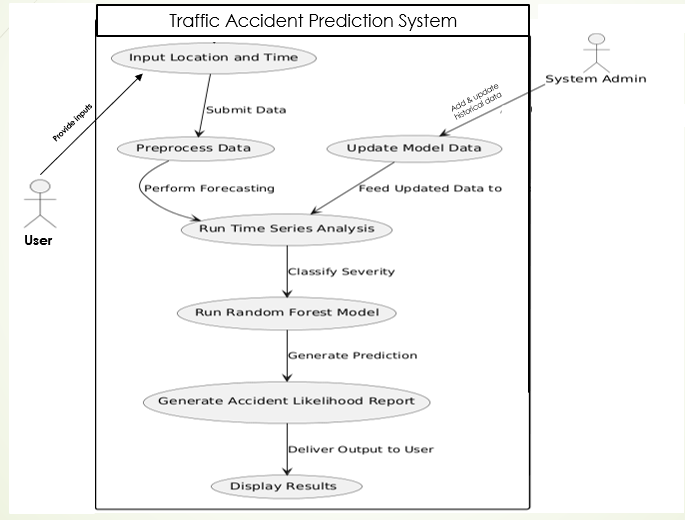 Traffic Accident Prediction System
Input Location and Time
System Admin
Add & update
historical data
Provide inputs
Submit Data
Preprocess Data
Update Model Data
Perform Forecasting
Feed Updated Data to
User
Run Time Series Analysis
Classify Severity
Run Random Forest Model
Generate Prediction
Generate Accident Likelihood Report
Deliver Output to User
Display Results